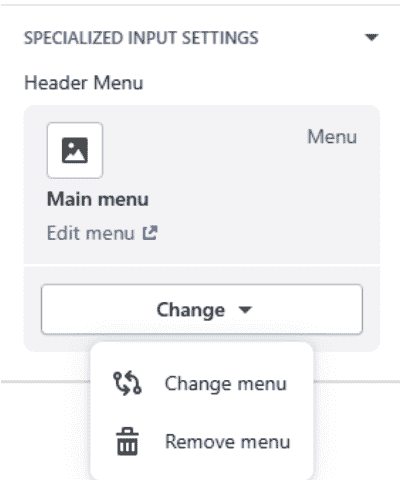 SPECIALIZED INPUT SETTINGS
Header Menu
Menu
Main menu
Edit menu
Change
Change menu
Remove menu